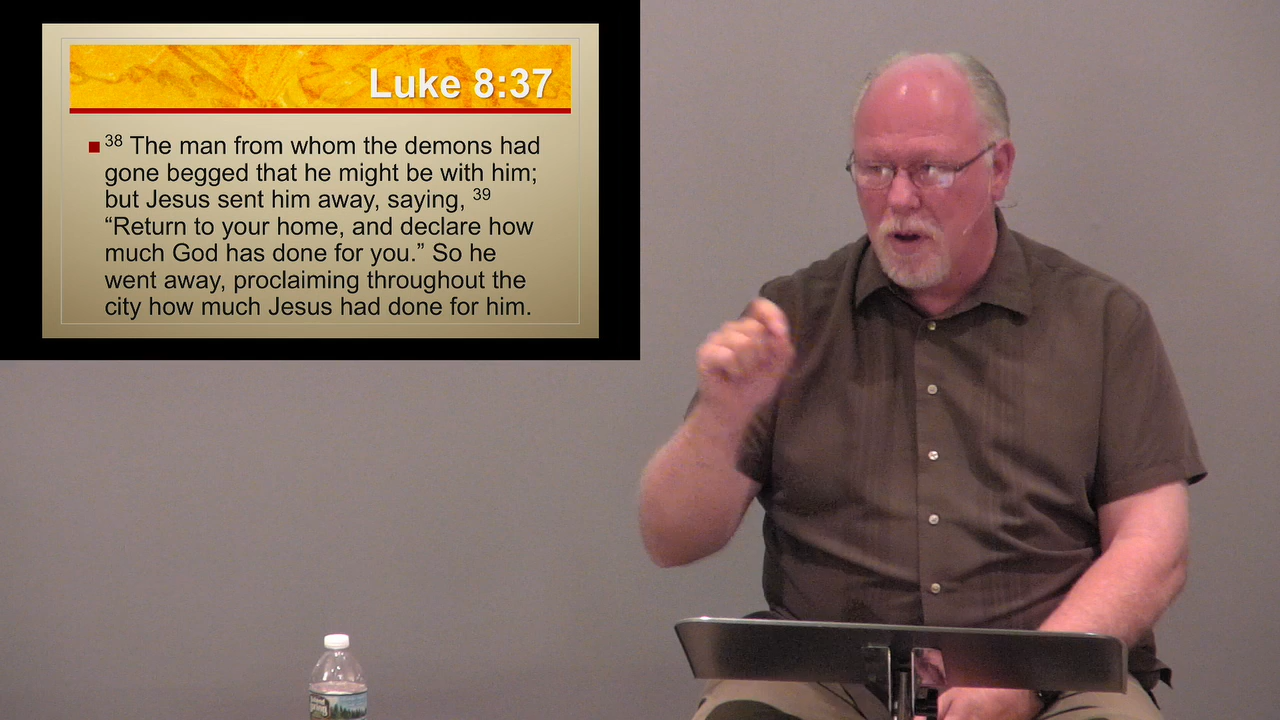 Luke 8:37
38 The man from whom the demons had
gone begged that he might be with him;
but Jesus sent him away, saying, 39
“Return to your home, and declare how
much God has done for you.” So he
went away, proclaiming throughout the
city how much Jesus had done for him.